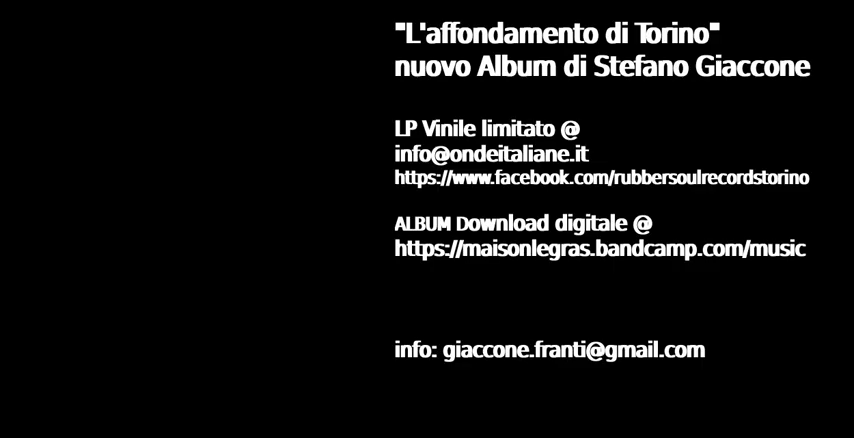 "L'affondamento di Torino"
nuovo Album di Stefano Giaccone
LP Vinile limitato @
info@ondeitaliane.it
https://www.facebook.com/rubbersoulrecordstorino
ALBUM Download digitale @
https://maisonlegras.bandcamp.com/music
info: giaccone.franti@gmail.com